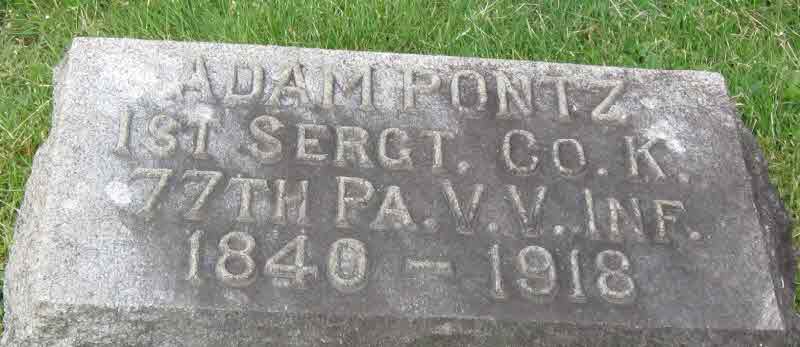 ADAM PONTZ
1ST SERGT. CO. K.
77TH PA. V. V. INF.
1840 – 1918